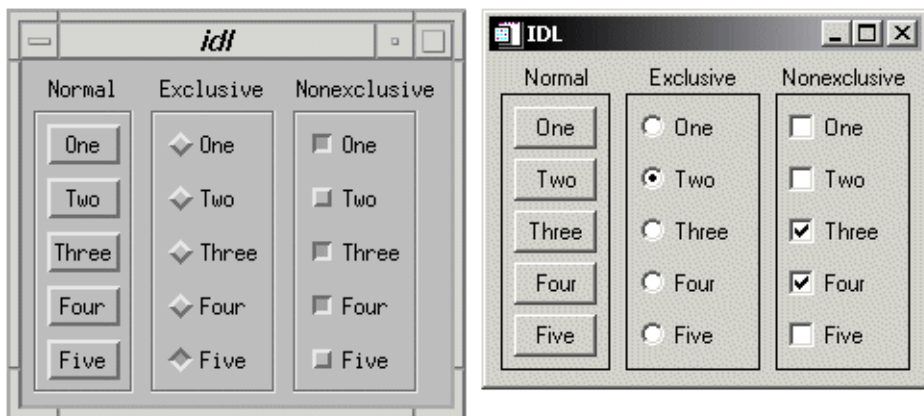 idl
Normal Exclusive Nonexclusive
One One One
Two Two Two
Three Three Three
Four Four Four
Five Five Five
IDL
Normal Exclusive Nonexclusive
One One One
Two Two Two
Three Three Three
Four Four Four
Five Five Five